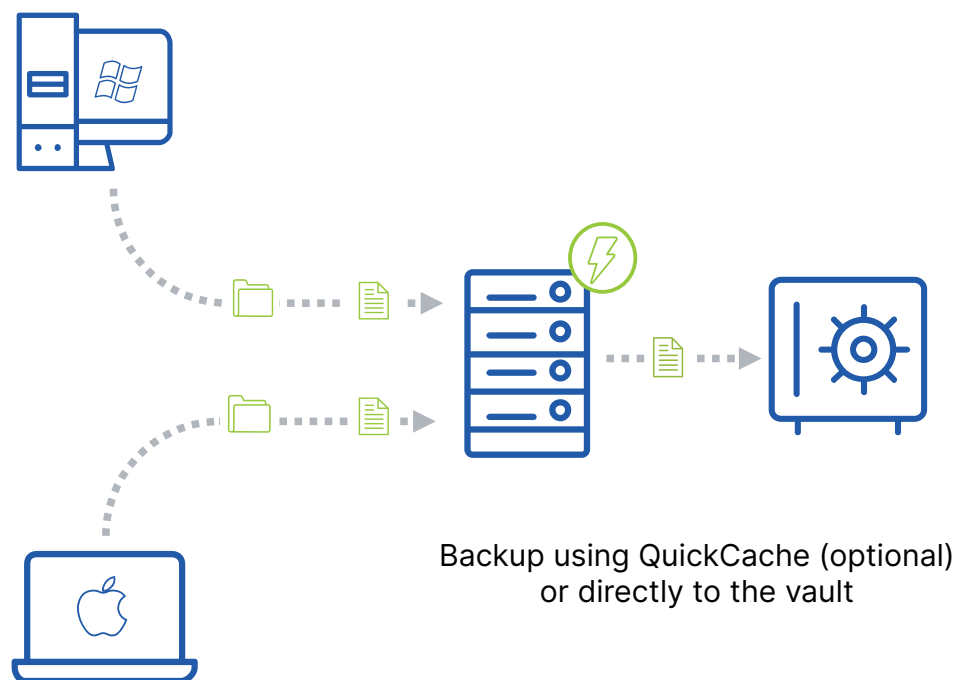 Backup using QuickCache (optional)
or directly to the vault